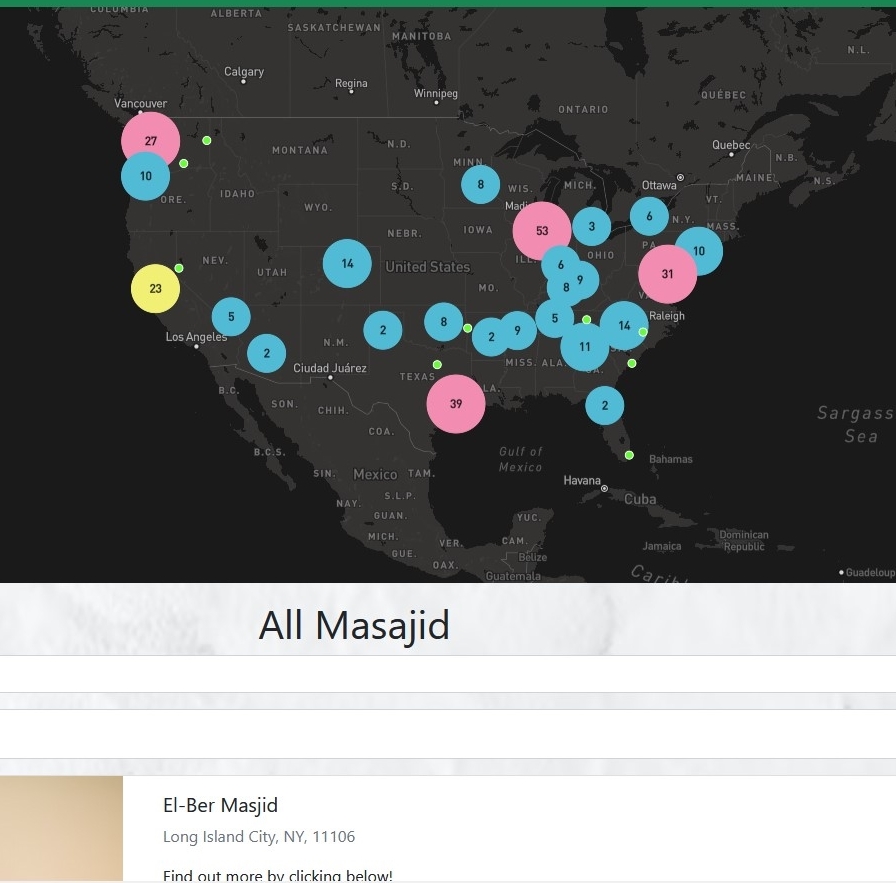 COLUMBIA
ALBERTA
SASKATCHEWAN
MANITOBA
N.L.
Calgary
Regina
Winnipeg
QUÉBEC
Vancouver
ONTARIO
27
MONTANA
N.D.
Quebec
N.B.
MINN.
10
ORE.
IDAHO
S.D.
8
WIS.
MICH.
Ottawa
MAINE
N.S.
WYO.
Madi
VT.
6
N.Y.
MASS.
NEBR.
IOWA
53
3
PA.
10
NEV.
UTAH
14
United States
ILL.
6
OHIO
31
23
MO.
8
9
V
5
2
8
2
9
5
14
Raleigh
Los Angeles
N.M.
11
2
Ciudad Juárez
TEXAS
MISS.
ALA.
GA.
B.C.
SON.
CHIH.
LA.
39
2
COA.
Sargass
Sea
B.C.S.
Gulf of
Mexico
Bahamas
SIN.
Mexico
TAM.
Havana
Cuba
NAY.
S.L.P.
GUAN.
YUC.
MICH.
VER.
CAM.
Jamaica
Dominican
Republic
GUE.
OAX.
Belize
Guatemala
Caribb
Guadeloup
All Masajid
El-Ber Masjid
Long Island City, NY, 11106
Find out more by clicking below!